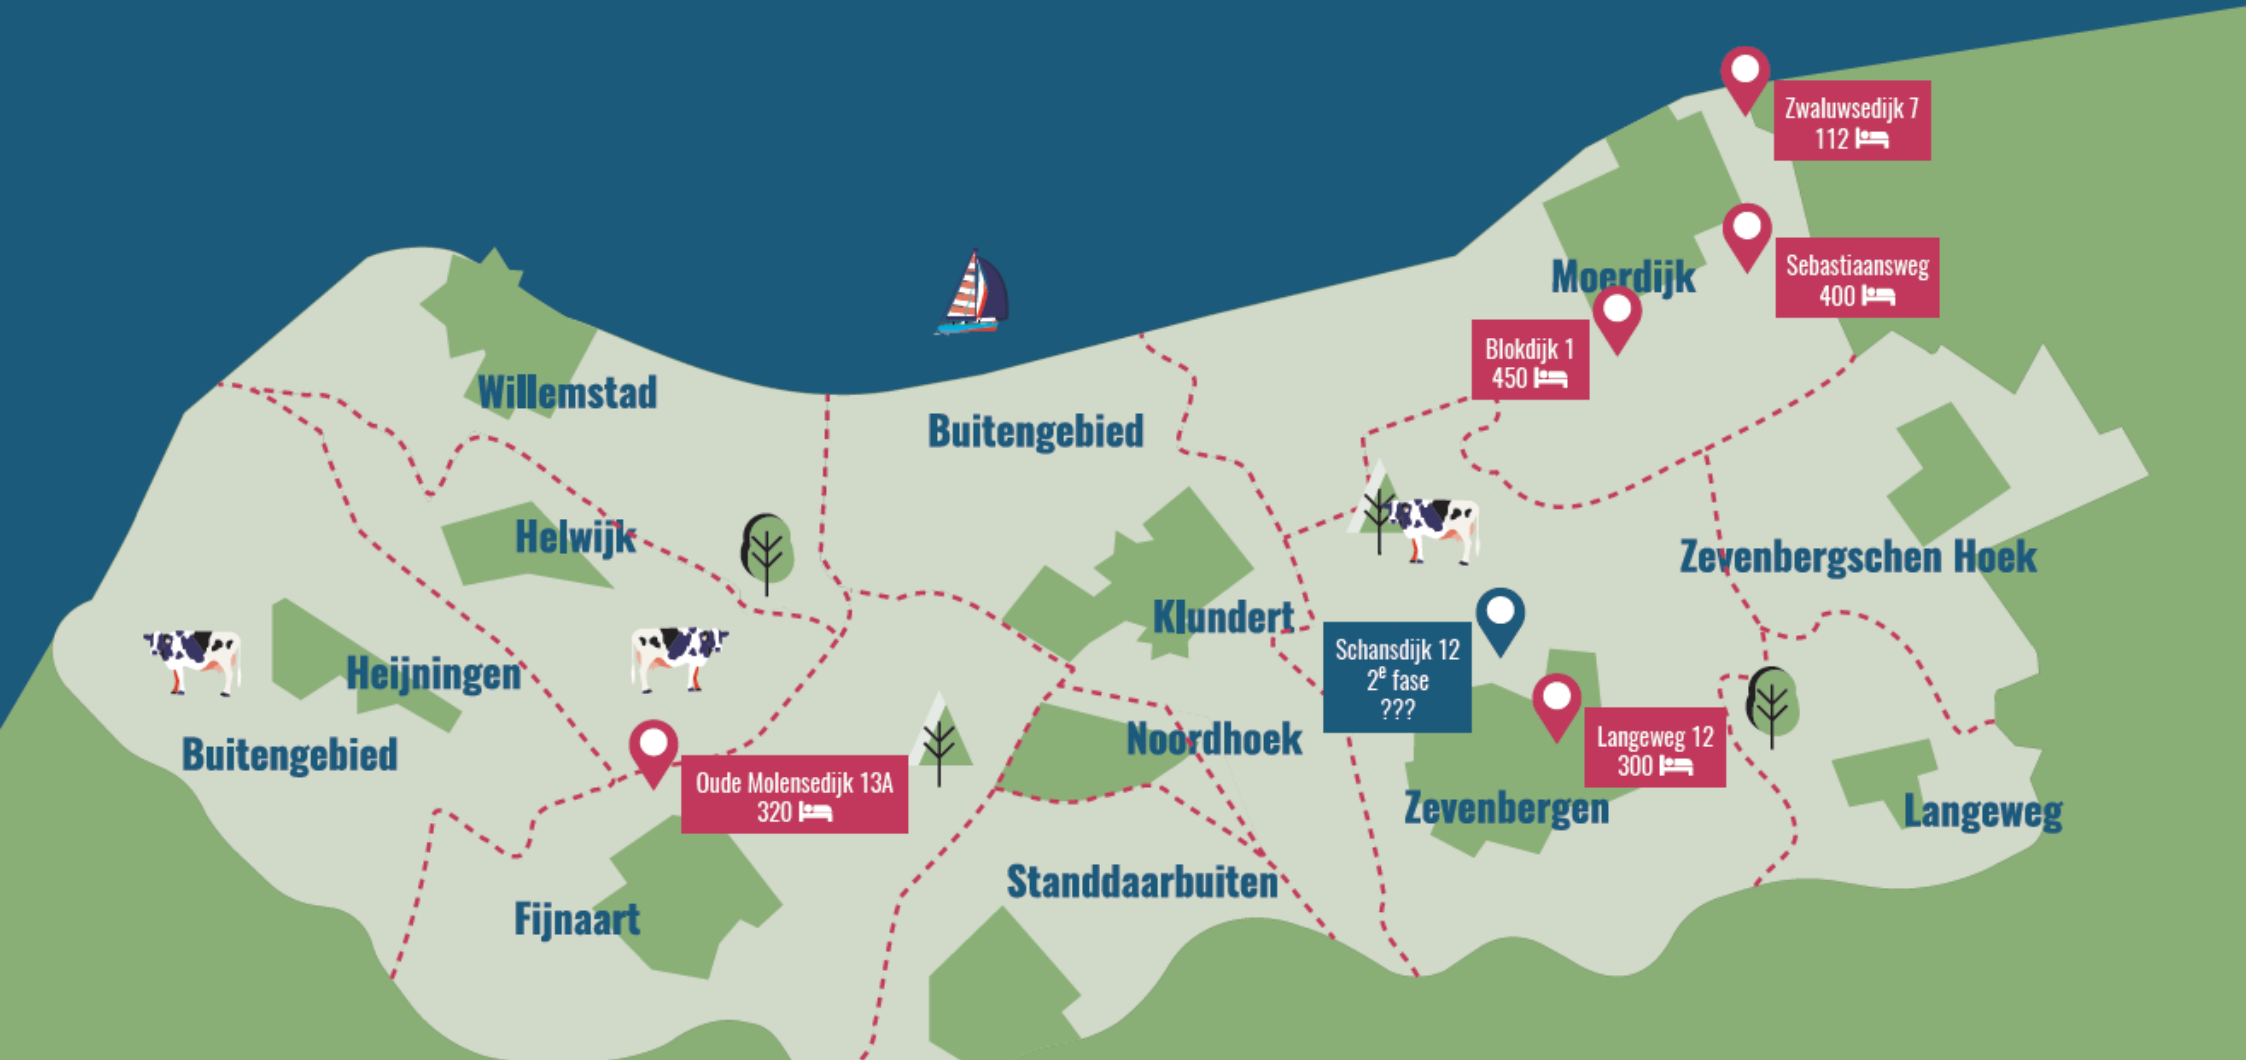 Zwaluwsedijk 7
112
Sebastiaansweg
400
Moerdijk
Blokdijk 1
450
Willemstad
Buitengebied
Helwijk
Zevenbergschen Hoek
Klundert
Schansdijk 12
2e fase
???
Heijningen
Buitengebied
Noordhoek
Langeweg 12
300
Oude Molensedijk 13A
320
Zevenbergen
Langeweg
Standdaarbuiten
Fijnaart